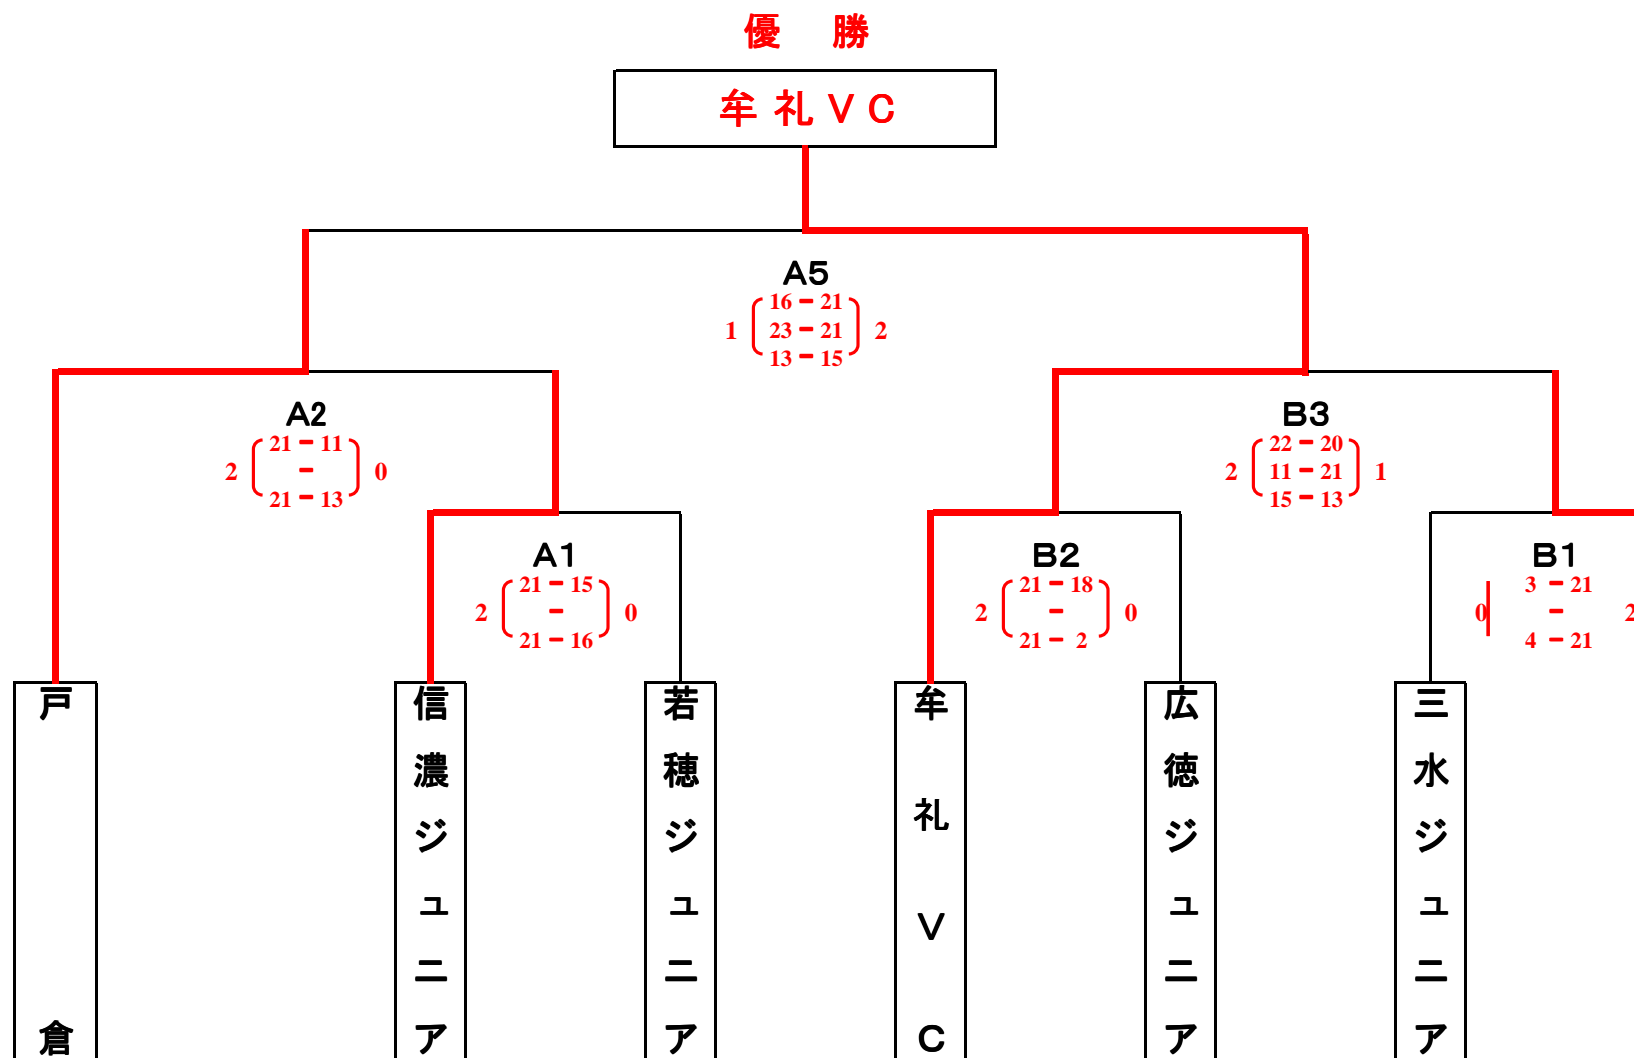 優 勝
牟 礼 V C
A5
16 - 21
1 23 - 21 2
13 - 15
A2
21 - 11
2 - 0
21 - 13
B3
22 - 20
2 11 - 21 1
15 - 13
A1
21 - 15
2 - 0
21 - 16
B2
21 - 18
2 - 0
21 - 2
B1
3 - 21
0 - 2
4 - 21
戸倉
信濃ジュニア
若穂ジュニア
牟礼VC
広徳ジュニア
三水ジュニア